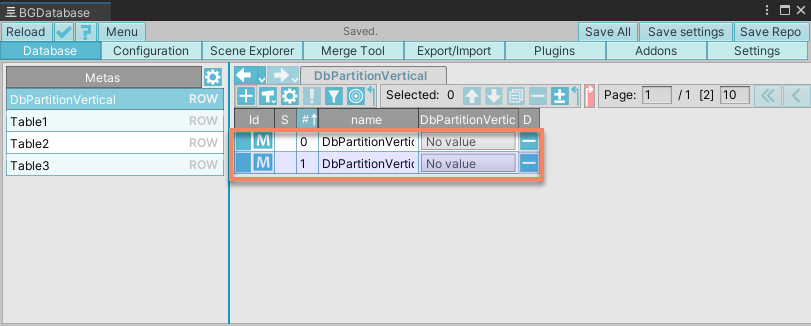 BGDatabase
Reload ? Menu Saved. Save All Save settings Save Repo
Database Configuration Scene Explorer Merge Tool Export/Import Plugins Addons Settings
Metas
DbPartitionVertical ROW
Table1 ROW
Table2 ROW
Table3 ROW
DbPartitionVertical
Selected: 0 Page: 1 / 1 [2] 10
Id S # name DbPartitionVertic D
M 0 DbPartitionVertic No value
M 1 DbPartitionVertic No value